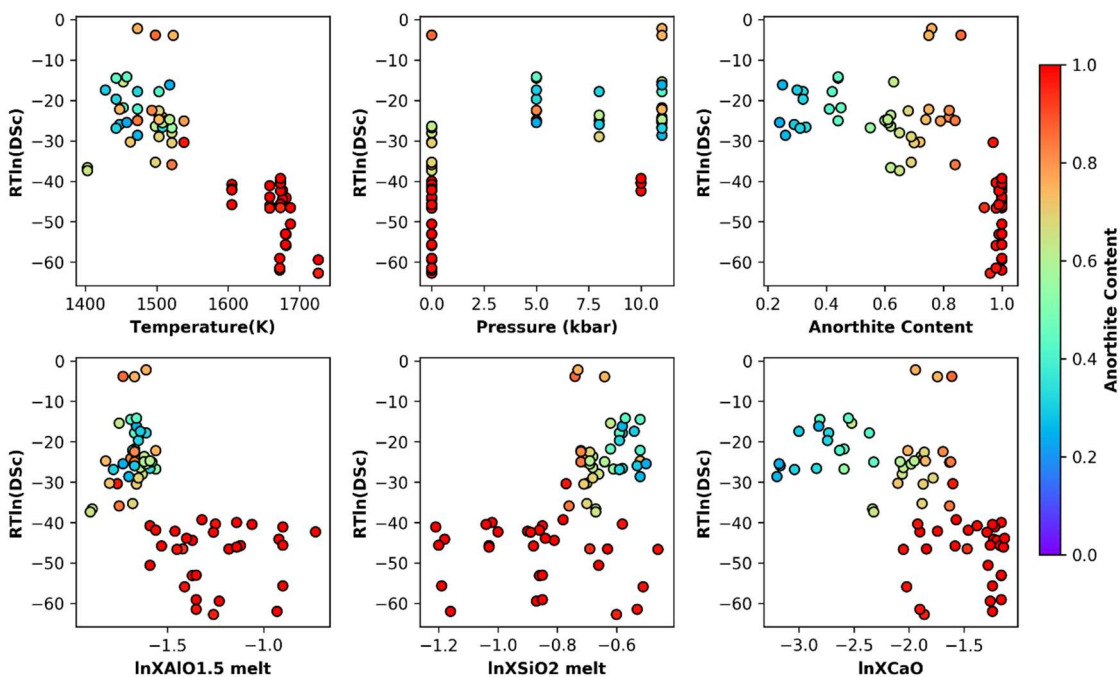 0
−10
−20
−30
−40
−50
−60
RTln(DSc)
1400 1500 1600 1700
Temperature(K)
0
−10
−20
−30
−40
−50
−60
RTln(DSc)
0.0 2.5 5.0 7.5 10.0
Pressure (kbar)
0
−10
−20
−30
−40
−50
−60
RTln(DSc)
0.2 0.4 0.6 0.8 1.0
Anorthite Content
0
−10
−20
−30
−40
−50
−60
RTln(DSc)
−1.5 −1.0
lnXAlO1.5 melt
0
−10
−20
−30
−40
−50
−60
RTln(DSc)
−1.2 −1.0 −0.8 −0.6
lnXSiO2 melt
0
−10
−20
−30
−40
−50
−60
RTln(DSc)
−3.0 −2.5 −2.0 −1.5
lnXCaO
1.0
0.8
0.6
0.4
0.2
0.0
Anorthite Content